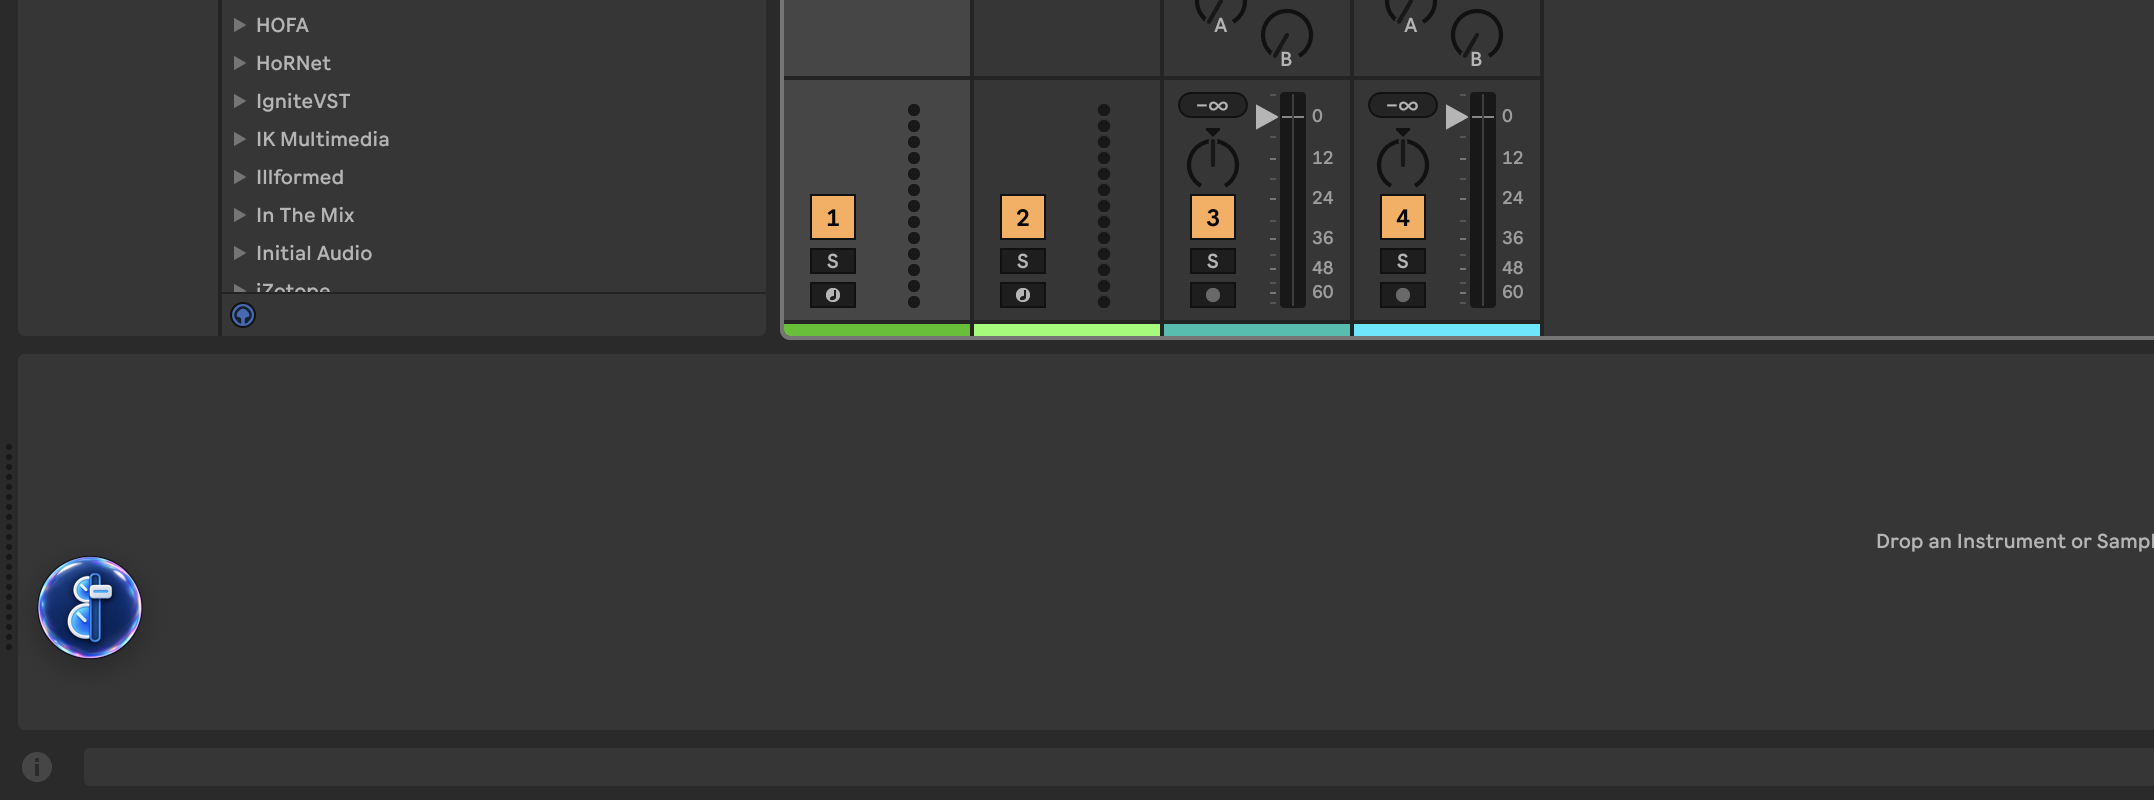 HOFA
HoRNet
IgniteVST
IK Multimedia
Illformed
In The Mix
Initial Audio
iZotope
A
B
A
B
-∞
0
12
24
36
48
60
-∞
0
12
24
36
48
60
1
2
3
4
S
S
S
S
Drop an Instrument or Sampl